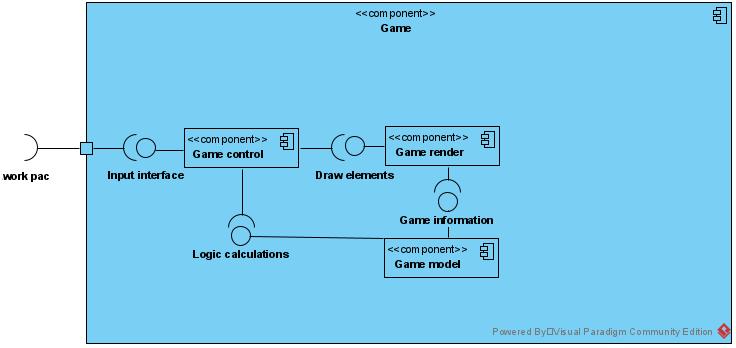 <<component>>
Game
<<component>>
Game control
<<component>>
Game render
work pac
Input interface
Draw elements
Game information
Logic calculations
<<component>>
Game model
Powered By□Visual Paradigm Community Edition